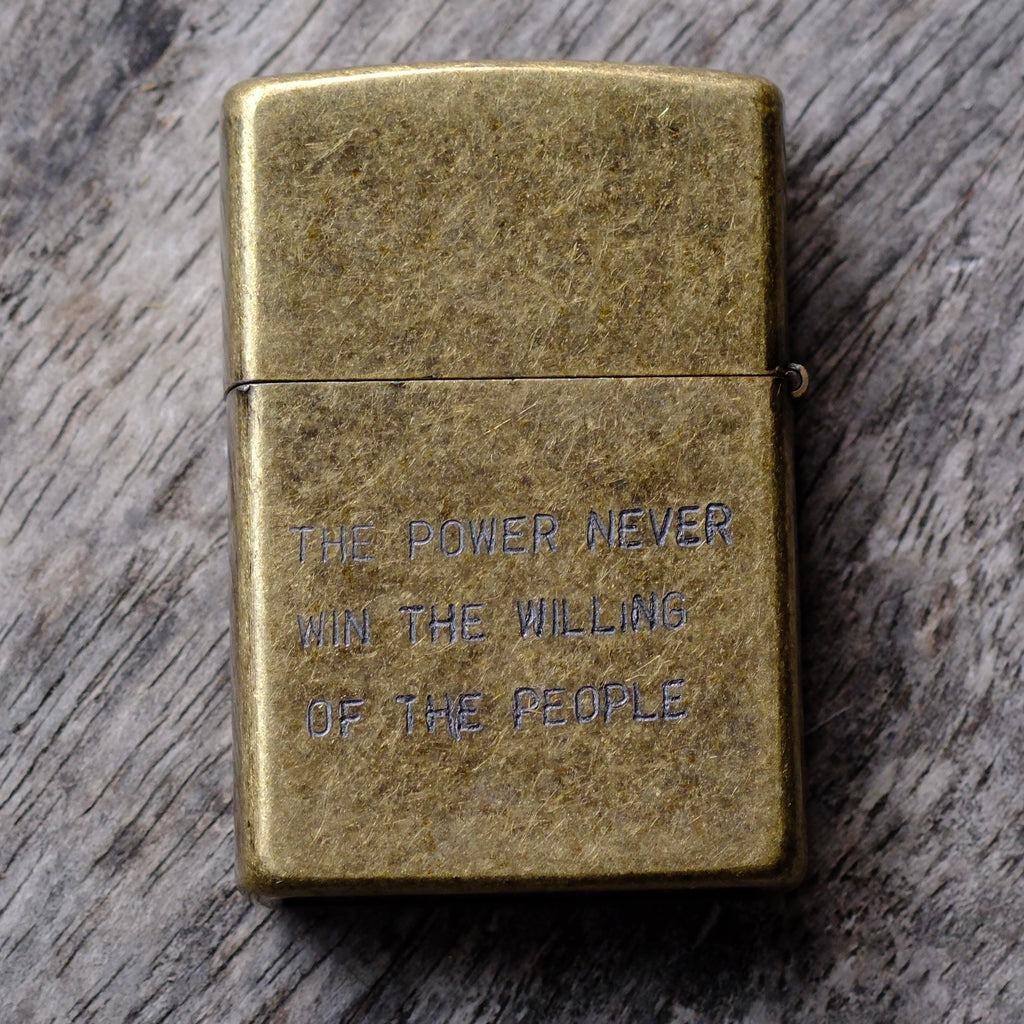 THE POWER NEVER
WIN THE WILLiNG
OF THE PEOPLE